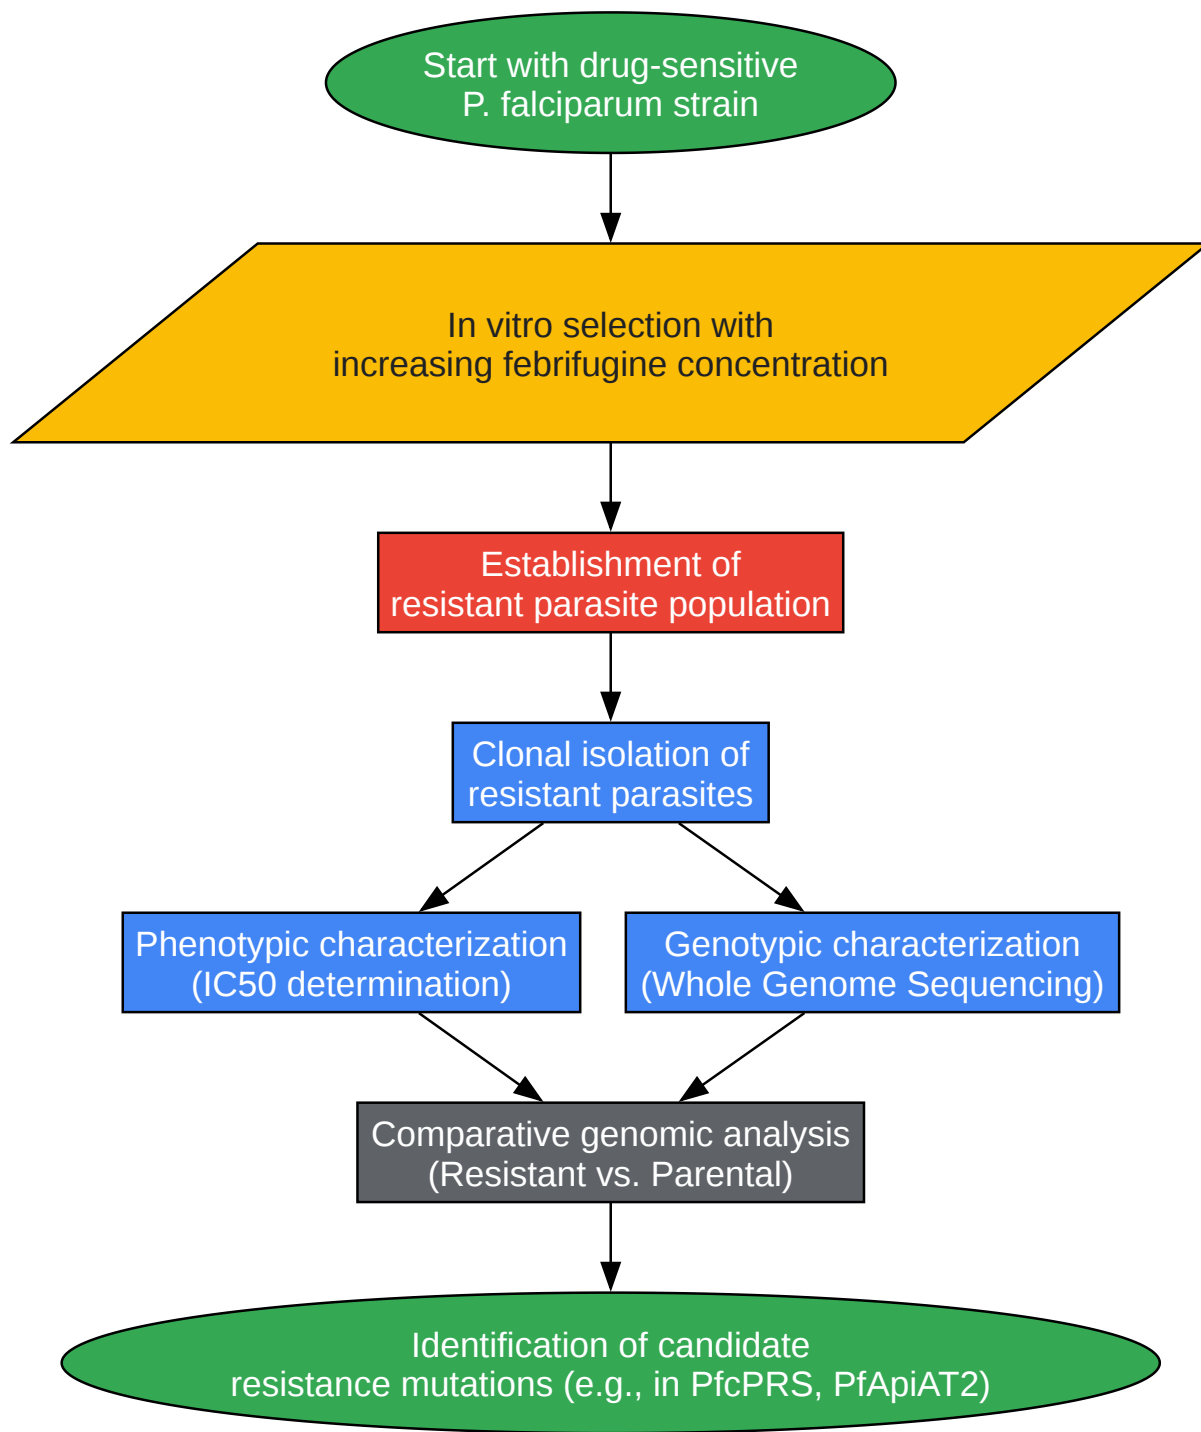 Start with drug-sensitive
P. falciparum strain
In vitro selection with
increasing febrifugine concentration
Establishment of
resistant parasite population
Clonal isolation of
resistant parasites
Phenotypic characterization
(IC50 determination)
Genotypic characterization
(Whole Genome Sequencing)
Comparative genomic analysis
(Resistant vs. Parental)
Identification of candidate
resistance mutations (e.g., in PfcPRS, PfApiAT2)